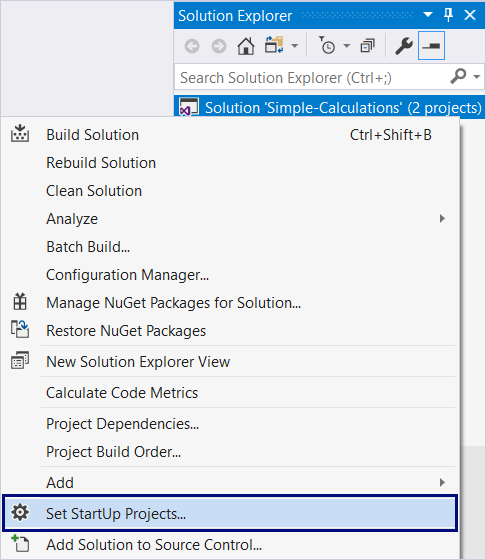 Solution Explorer
Search Solution Explorer (Ctrl+;)
Solution 'Simple-Calculations' (2 projects)
Build Solution Ctrl+Shift+B
Rebuild Solution
Clean Solution
Analyze
Batch Build...
Configuration Manager...
Manage NuGet Packages for Solution...
Restore NuGet Packages
New Solution Explorer View
Calculate Code Metrics
Project Dependencies...
Project Build Order...
Add
Set StartUp Projects...
Add Solution to Source Control...